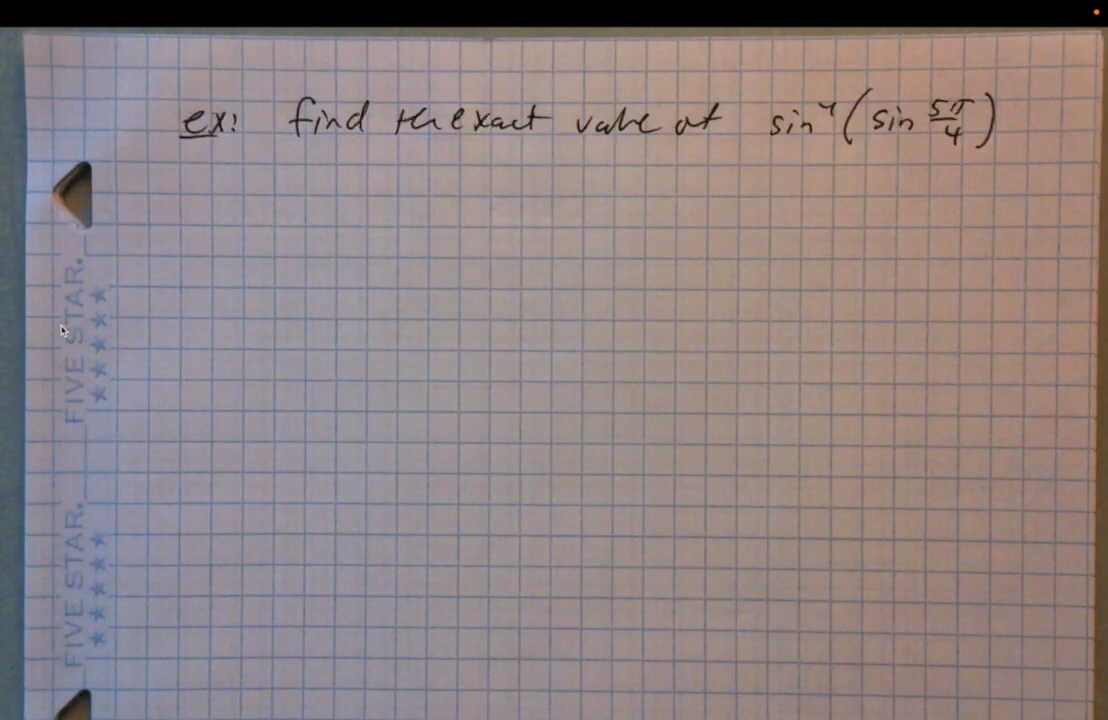 ex: find the exact value of sin⁻¹(sin 5π/4)
FIVE STAR.
★★★★★
FIVE STAR.
★★★★★